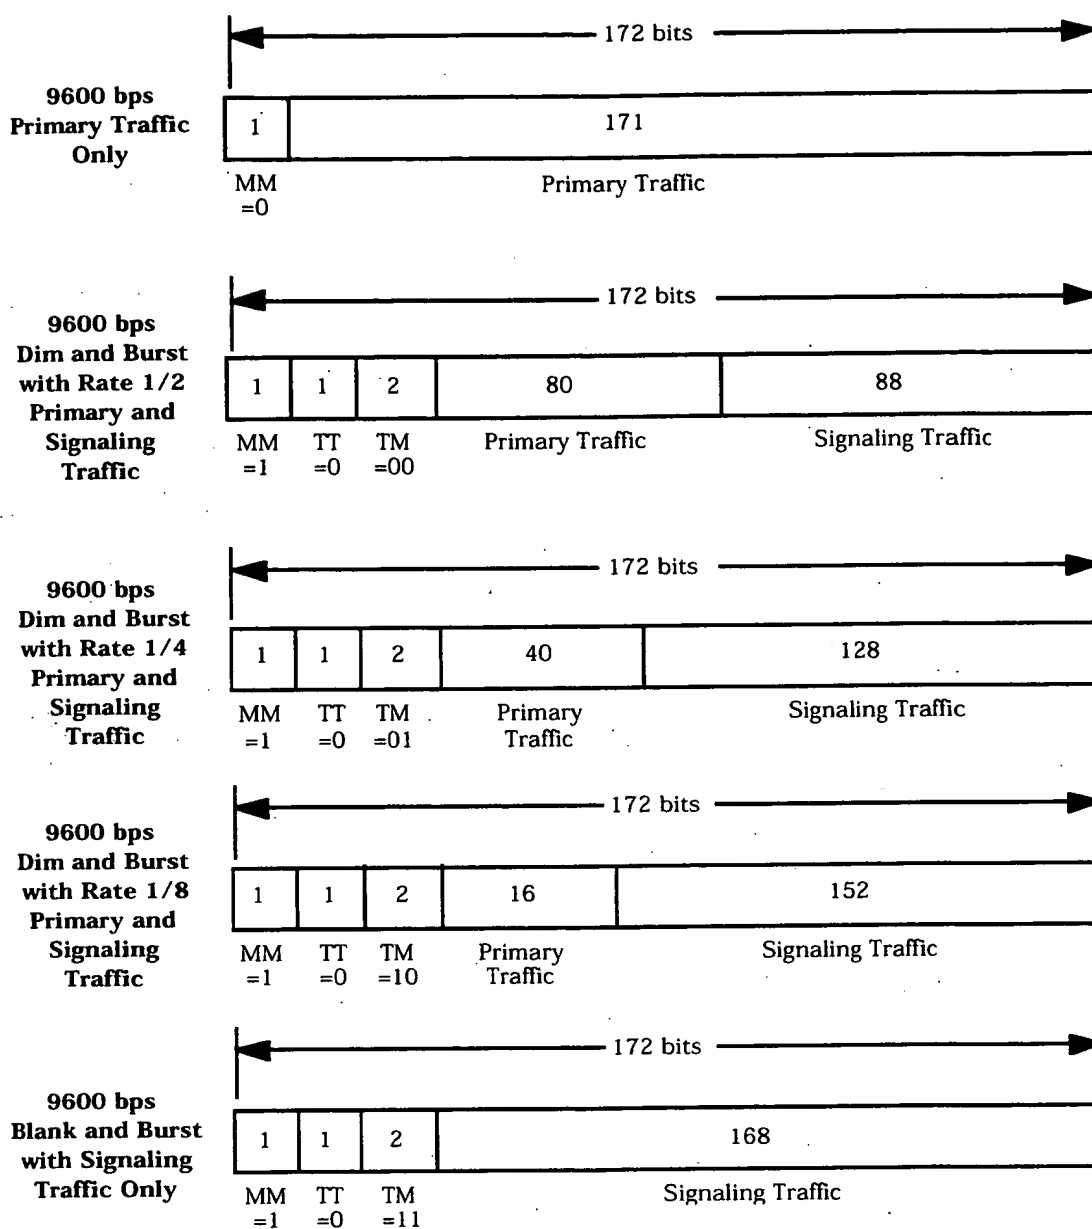 172 bits
9600 bps
Primary Traffic
Only
1 171
MM
=0
Primary Traffic
172 bits
9600 bps
Dim and Burst
with Rate 1/2
Primary and
Signaling
Traffic
1 1 2 80 88
MM TT TM Primary Traffic Signaling Traffic
=1 =0 =00
172 bits
9600 bps
Dim and Burst
with Rate 1/4
Primary and
Signaling
Traffic
1 1 2 40 128
MM TT TM Primary Signaling Traffic
=1 =0 =01 Traffic
172 bits
9600 bps
Dim and Burst
with Rate 1/8
Primary and
Signaling
Traffic
1 1 2 16 152
MM TT TM Primary Signaling Traffic
=1 =0 =10 Traffic
172 bits
9600 bps
Blank and Burst
with Signaling
Traffic Only
1 1 2 168
MM TT TM Signaling Traffic
=1 =0 =11